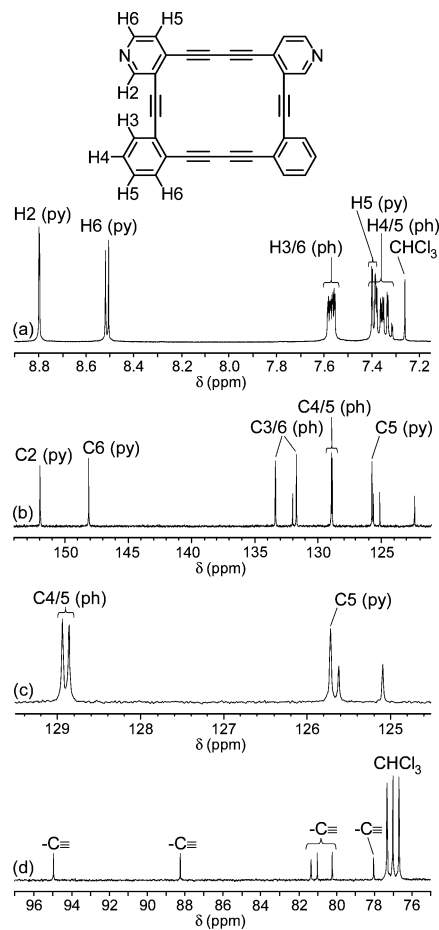 H6 H5
N N
H2
H3
H4
H5 H6
H2 (py) H6 (py) H3/6 (ph) H5 (py) H4/5 (ph) CHCl₃
(a)
8.8 8.6 8.4 8.2 8.0 7.8 7.6 7.4 7.2
δ (ppm)
C2 (py) C6 (py) C3/6 (ph) C4/5 (ph) C5 (py)
(b)
150 145 140 135 130 125
δ (ppm)
C4/5 (ph) C5 (py)
(c)
129 128 127 126 125
δ (ppm)
CHCl₃
-C≡ -C≡ -C≡ -C≡
(d)
96 94 92 90 88 86 84 82 80 78 76
δ (ppm)